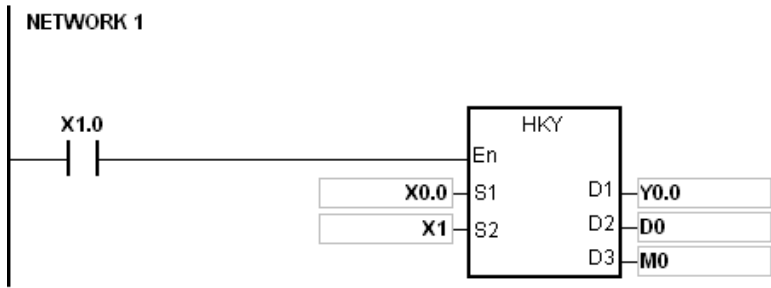 NETWORK 1
X1.0
HKY
En
X0.0 S1 D1 Y0.0
X1 S2 D2 D0
D3 M0